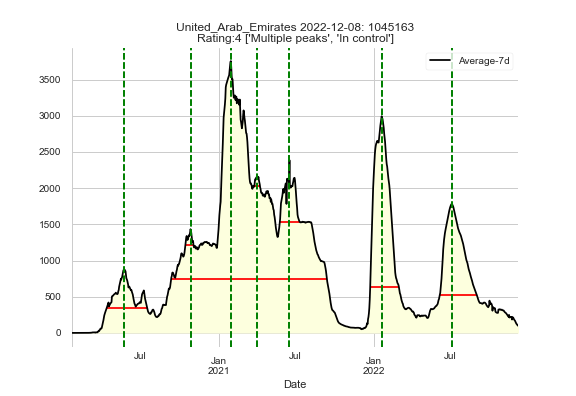 United_Arab_Emirates 2022-12-08: 1045163
Rating:4 ['Multiple peaks', 'In control']
Average-7d
3500
3000
2500
2000
1500
1000
500
0
Jul
Jan
2021
Jul
Jan
2022
Jul
Date